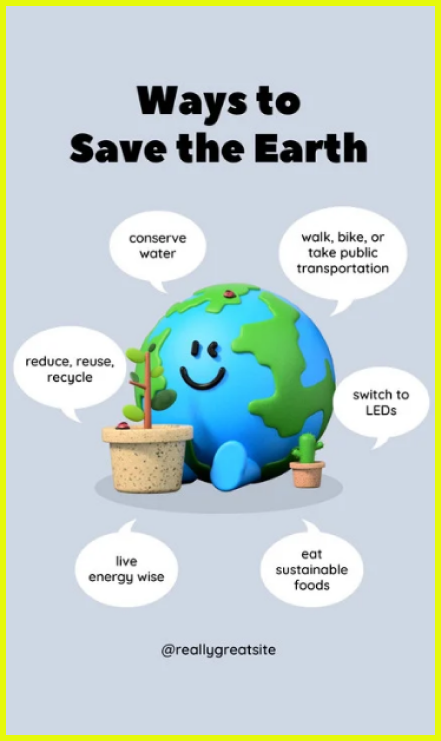 Ways to
Save the Earth
conserve
water
walk, bike, or
take public
transportation
reduce, reuse,
recycle
switch to
LEDs
live
energy wise
eat
sustainable
foods
@reallygreatsite